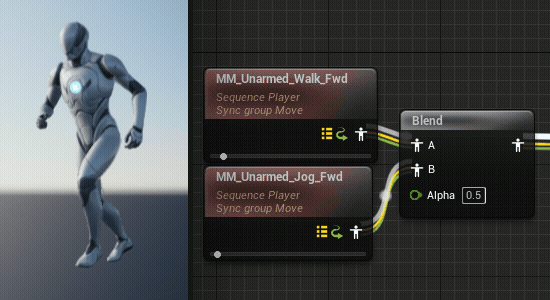 MM_Unarmed_Walk_Fwd
Sequence Player
Sync group Move
MM_Unarmed_Jog_Fwd
Sequence Player
Sync group Move
Blend
A
B
Alpha 0.5